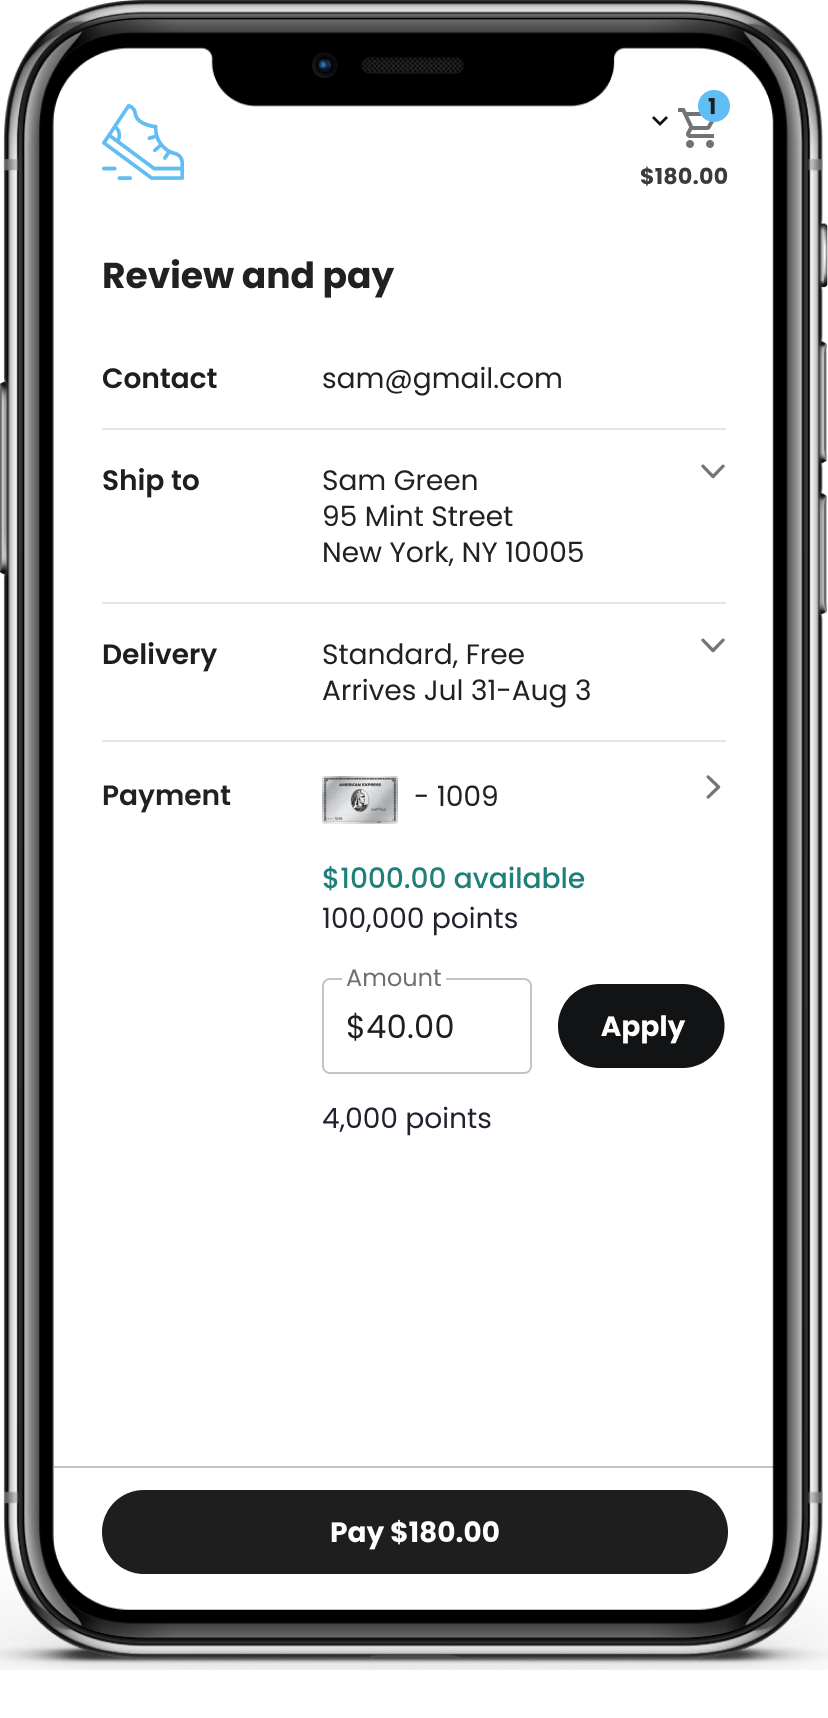 1
$180.00
Review and pay
Contact
sam@gmail.com
Ship to
Sam Green
95 Mint Street
New York, NY 10005
Delivery
Standard, Free
Arrives Jul 31-Aug 3
Payment
AMERICAN EXPRESS
- 1009
$1000.00 available
100,000 points
Amount
$40.00
Apply
4,000 points
Pay $180.00